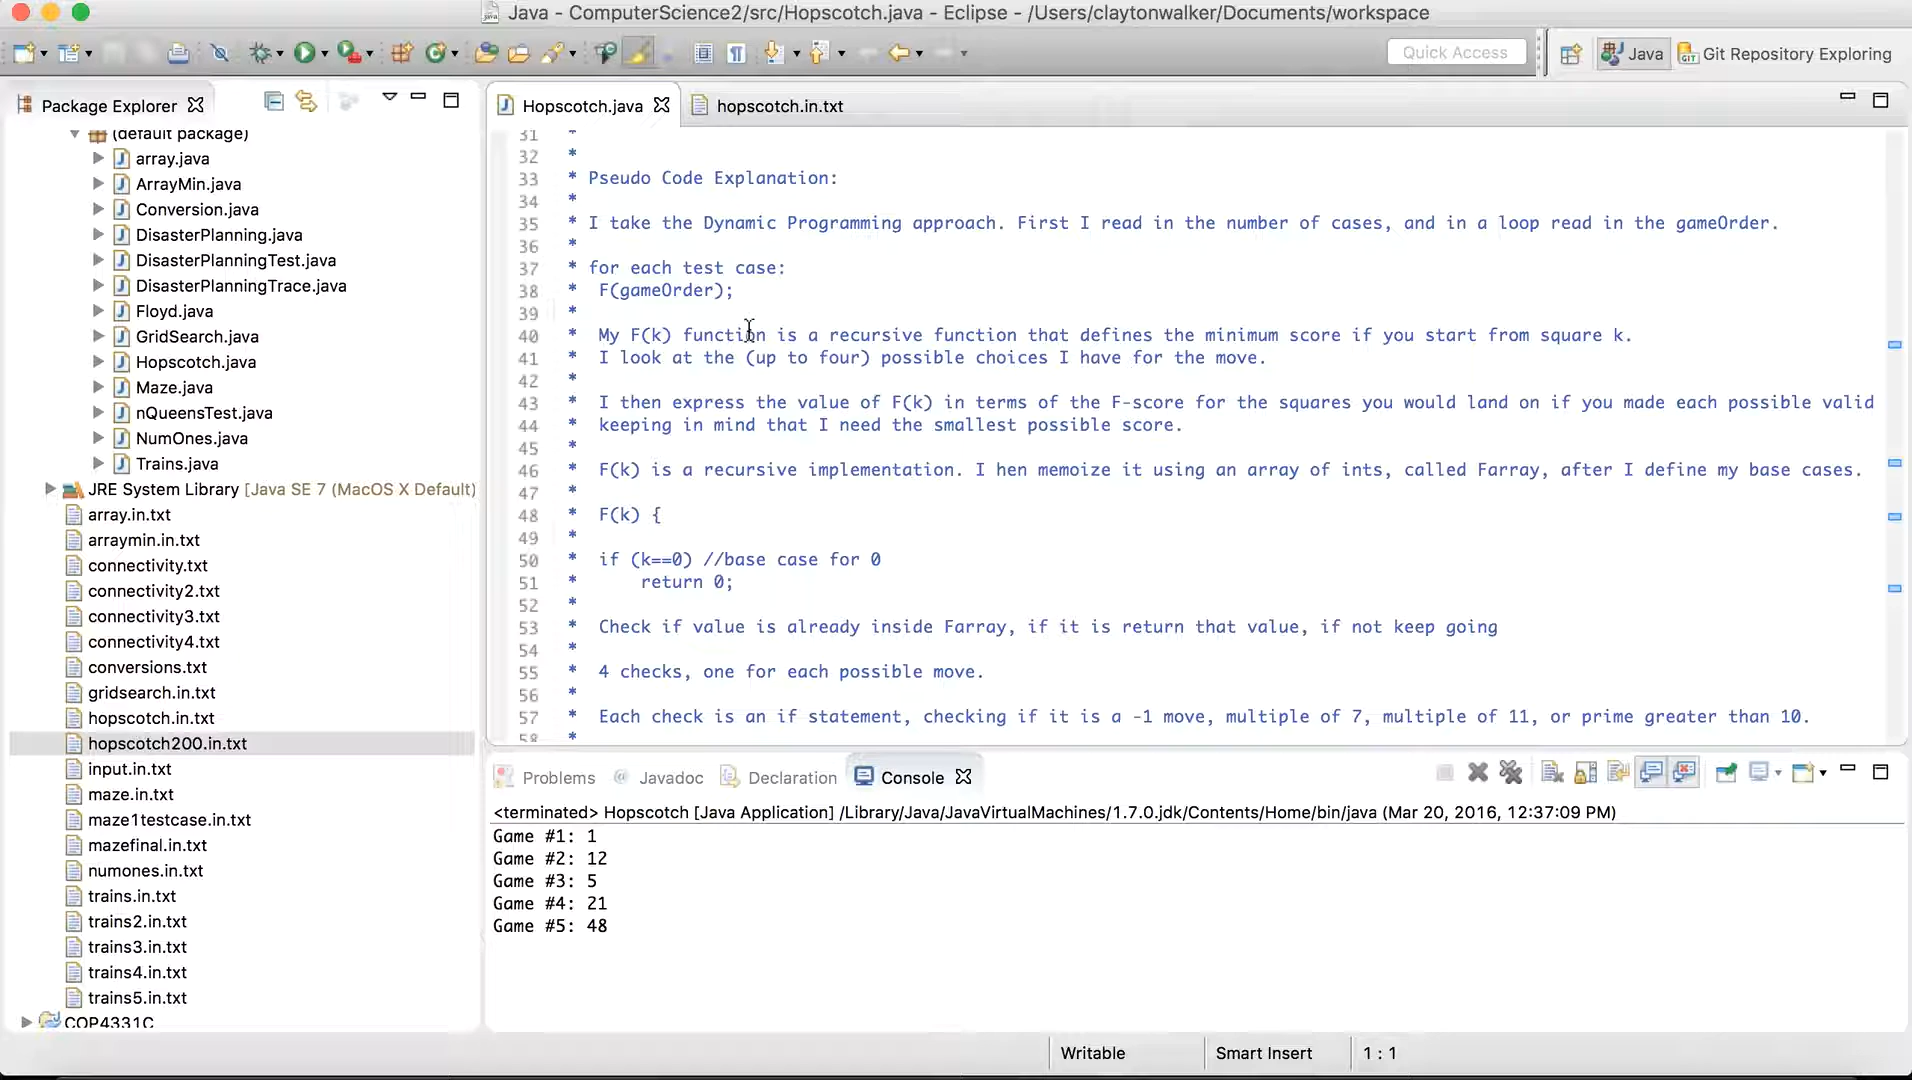 Java - ComputerScience2/src/Hopscotch.java - Eclipse - /Users/claytonwalker/Documents/workspace
Quick Access
Java
Git Repository Exploring
Package Explorer
(default package)
array.java
ArrayMin.java
Conversion.java
DisasterPlanning.java
DisasterPlanningTest.java
DisasterPlanningTrace.java
Floyd.java
GridSearch.java
Hopscotch.java
Maze.java
nQueensTest.java
NumOnes.java
Trains.java
JRE System Library [Java SE 7 (MacOS X Default)
array.in.txt
arraymin.in.txt
connectivity.txt
connectivity2.txt
connectivity3.txt
connectivity4.txt
conversions.txt
gridsearch.in.txt
hopscotch.in.txt
hopscotch200.in.txt
input.in.txt
maze.in.txt
maze1testcase.in.txt
mazefinal.in.txt
numones.in.txt
trains.in.txt
trains2.in.txt
trains3.in.txt
trains4.in.txt
trains5.in.txt
COP4331C
Hopscotch.java
hopscotch.in.txt
31 *
32 *
33 * Pseudo Code Explanation:
34 *
35 * I take the Dynamic Programming approach. First I read in the number of cases, and in a loop read in the gameOrder.
36 *
37 * for each test case:
38 * F(gameOrder);
39 *
40 * My F(k) function is a recursive function that defines the minimum score if you start from square k.
41 * I look at the (up to four) possible choices I have for the move.
42 *
43 * I then express the value of F(k) in terms of the F-score for the squares you would land on if you made each possible valid
44 * keeping in mind that I need the smallest possible score.
45 *
46 * F(k) is a recursive implementation. I hen memoize it using an array of ints, called Farray, after I define my base cases.
47 *
48 * F(k) {
49 *
50 * if (k==0) //base case for 0
51 * return 0;
52 *
53 * Check if value is already inside Farray, if it is return that value, if not keep going
54 *
55 * 4 checks, one for each possible move.
56 *
57 * Each check is an if statement, checking if it is a -1 move, multiple of 7, multiple of 11, or prime greater than 10.
58 *
Problems
@ Javadoc
Declaration
Console
<terminated> Hopscotch [Java Application] /Library/Java/JavaVirtualMachines/1.7.0.jdk/Contents/Home/bin/java (Mar 20, 2016, 12:37:09 PM)
Game #1: 1
Game #2: 12
Game #3: 5
Game #4: 21
Game #5: 48
Writable
Smart Insert
1 : 1